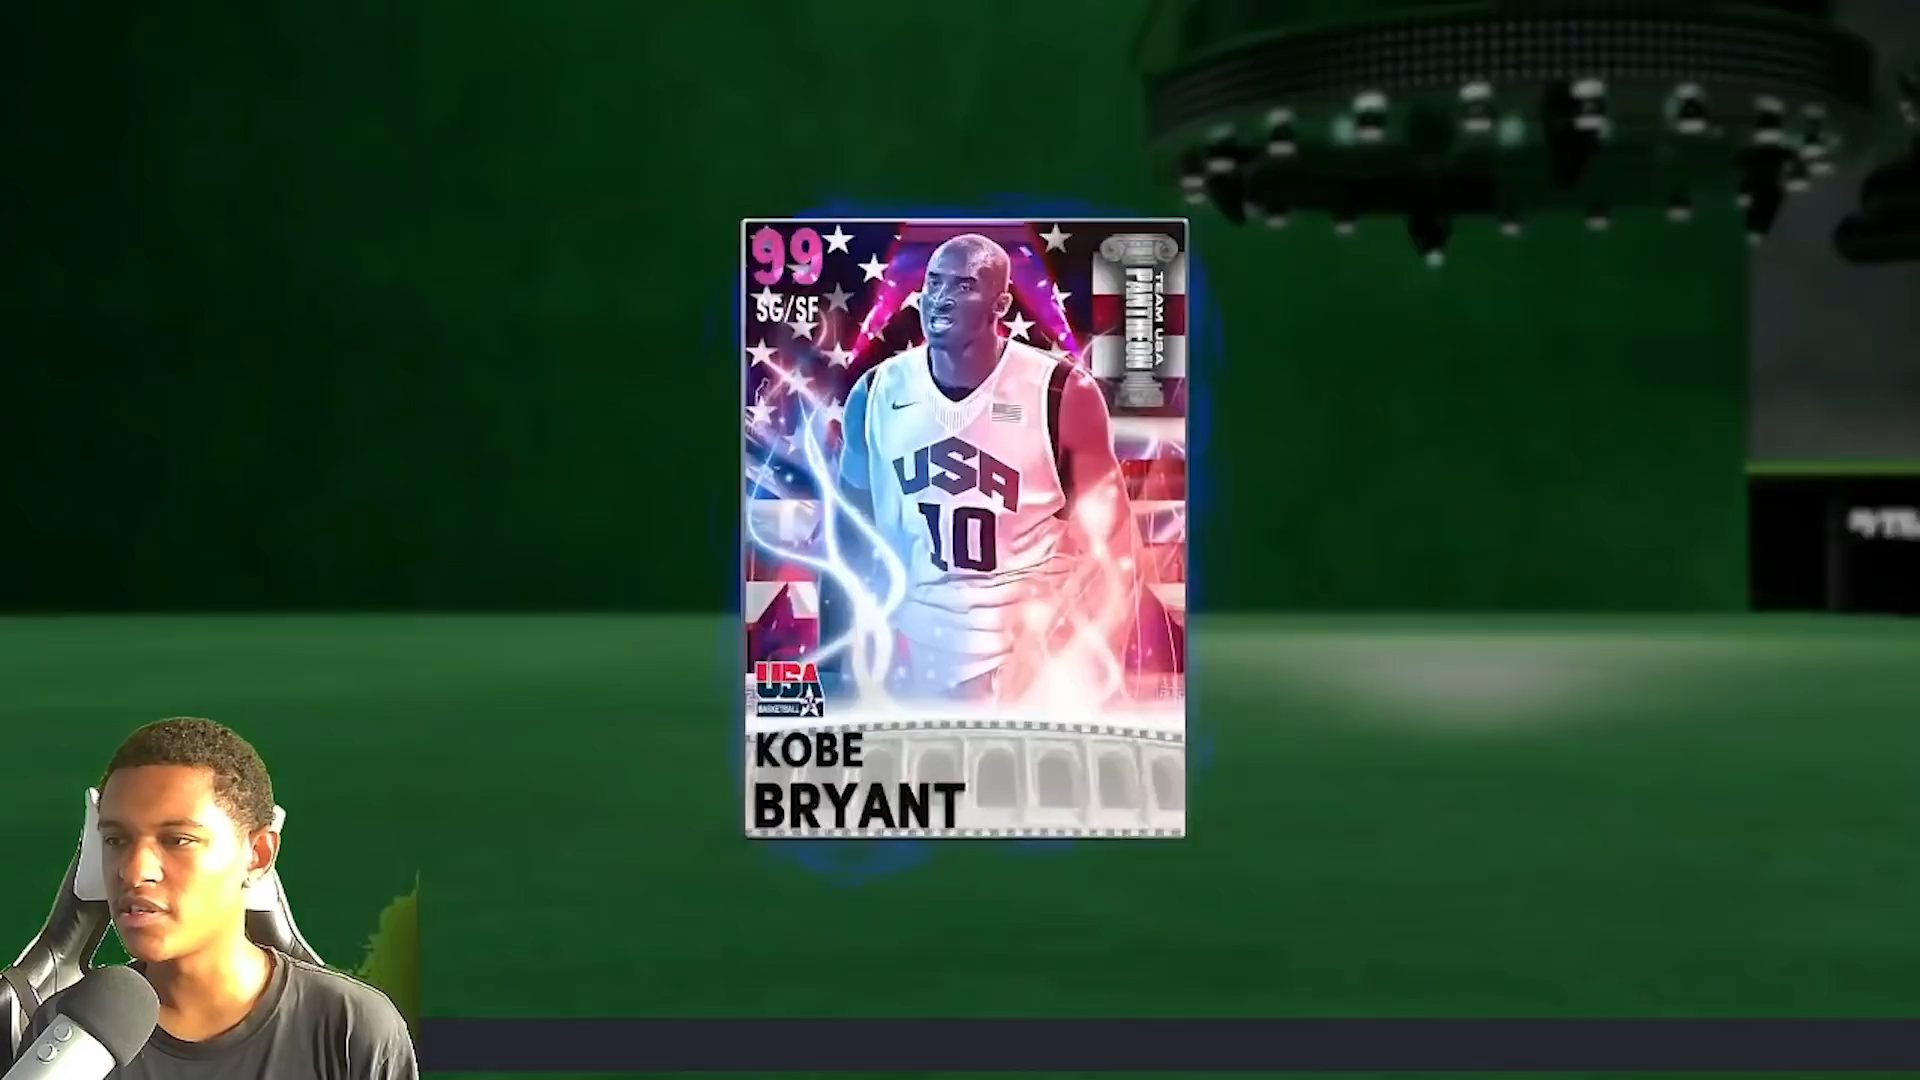 99
SG/SF
TEAM USA
PANTHEON
USA
10
USA
BASKETBALL
KOBE
BRYANT